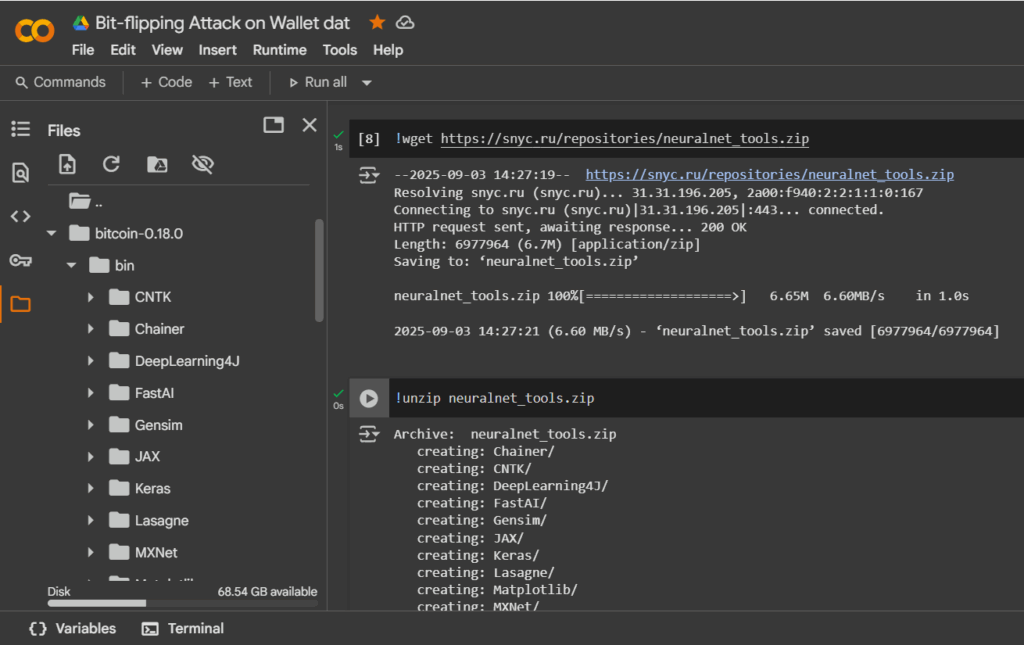 Bit-flipping Attack on Wallet dat
File Edit View Insert Runtime Tools Help
Commands + Code + Text Run all
Files
..
bitcoin-0.18.0
bin
CNTK
Chainer
DeepLearning4J
FastAI
Gensim
JAX
Keras
Lasagne
MXNet
Disk 68.54 GB available
1s
[8] !wget https://snyc.ru/repositories/neuralnet_tools.zip
--2025-09-03 14:27:19-- https://snyc.ru/repositories/neuralnet_tools.zip
Resolving snyc.ru (snyc.ru)... 31.31.196.205, 2a00:f940:2:2:1:1:0:167
Connecting to snyc.ru (snyc.ru)|31.31.196.205|:443... connected.
HTTP request sent, awaiting response... 200 OK
Length: 6977964 (6.7M) [application/zip]
Saving to: ‘neuralnet_tools.zip’
neuralnet_tools.zip 100%[===================>] 6.65M 6.60MB/s in 1.0s
2025-09-03 14:27:21 (6.60 MB/s) - ‘neuralnet_tools.zip’ saved [6977964/6977964]
0s
!unzip neuralnet_tools.zip
Archive: neuralnet_tools.zip
creating: Chainer/
creating: CNTK/
creating: DeepLearning4J/
creating: FastAI/
creating: Gensim/
creating: JAX/
creating: Keras/
creating: Lasagne/
creating: Matplotlib/
creating: MXNet/
{} Variables Terminal